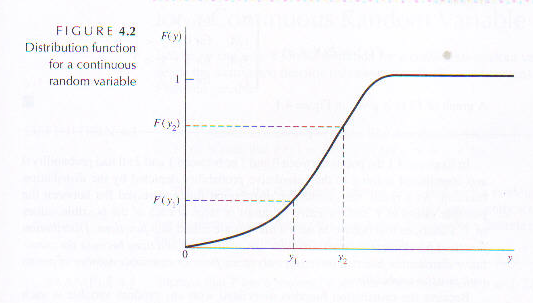 FIGURE 4.2
Distribution function
for a continuous
random variable
F(y)
1
F(y₂)
F(y₁)
0
y₁
y₂
y